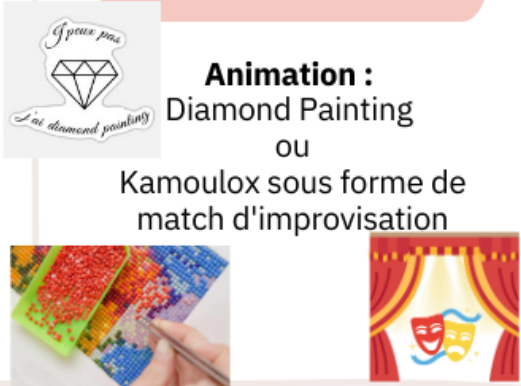 J'peux pas
J'ai diamond painting
Animation :
Diamond Painting
ou
Kamoulox sous forme de
match d'improvisation